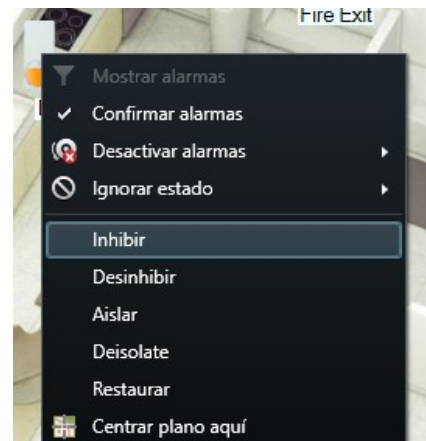 Fire Exit
Mostrar alarmas
Confirmar alarmas
Desactivar alarmas
Ignorar estado
Inhibir
Desinhibir
Aislar
Deisolate
Restaurar
Centrar plano aquí